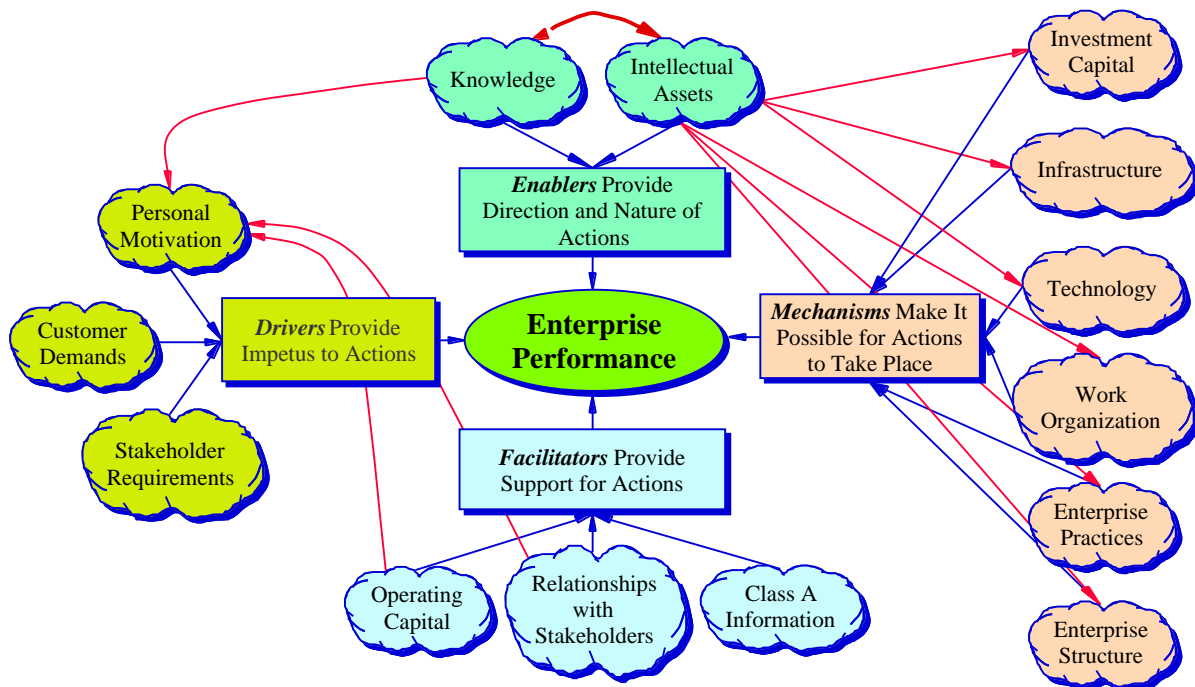 Knowledge
Intellectual
Assets
Investment
Capital
Infrastructure
Enablers Provide
Direction and Nature of
Actions
Personal
Motivation
Technology
Customer
Demands
Drivers Provide
Impetus to Actions
Enterprise
Performance
Mechanisms Make It
Possible for Actions
to Take Place
Work
Organization
Stakeholder
Requirements
Facilitators Provide
Support for Actions
Enterprise
Practices
Operating
Capital
Relationships
with
Stakeholders
Class A
Information
Enterprise
Structure